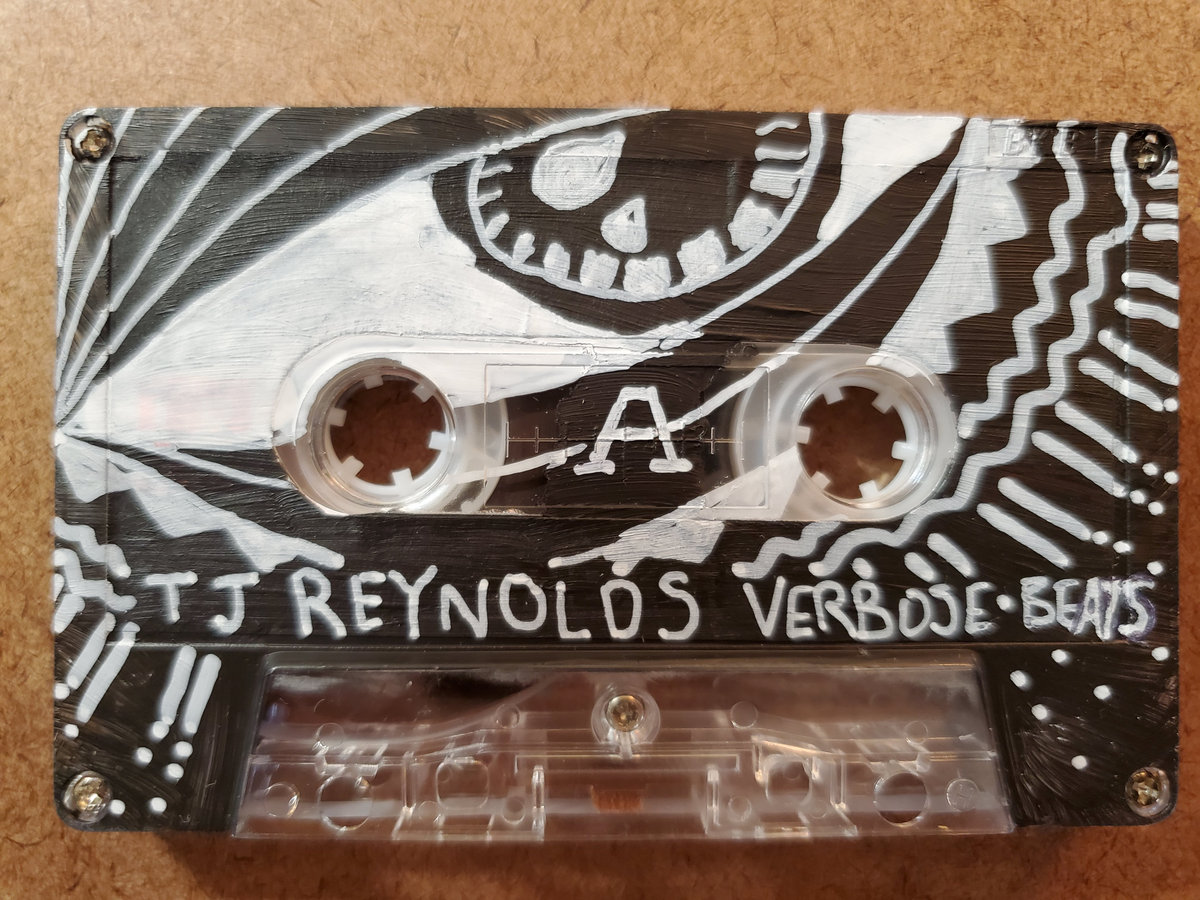 A
TJ REYNOLDS VERBOSE • BEATS